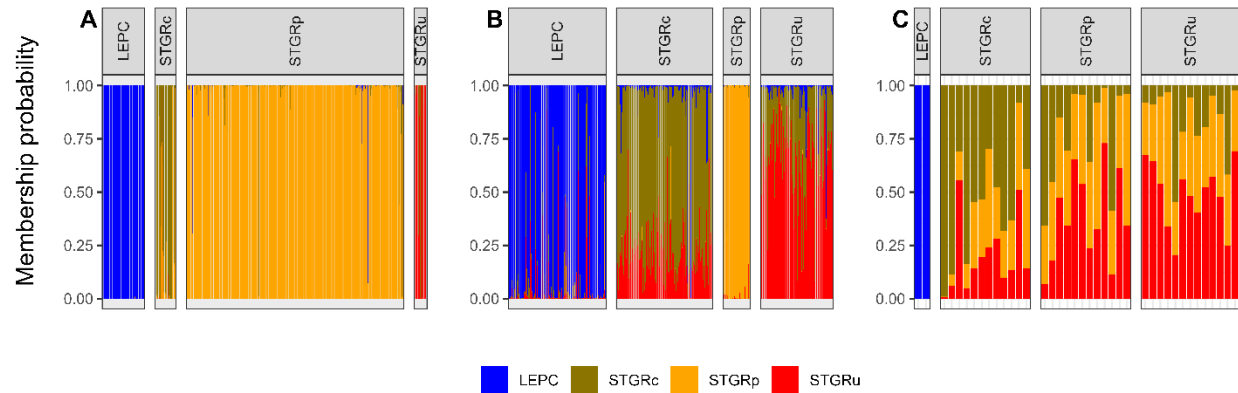 A
LEPC
STGRc
STGRp
STGRu
B
LEPC
STGRc
STGRp
STGRu
C
LEPC
STGRc
STGRp
STGRu
Membership probability
1.00
0.75
0.50
0.25
0.00
1.00
0.75
0.50
0.25
0.00
1.00
0.75
0.50
0.25
0.00
LEPC STGRc STGRp STGRu